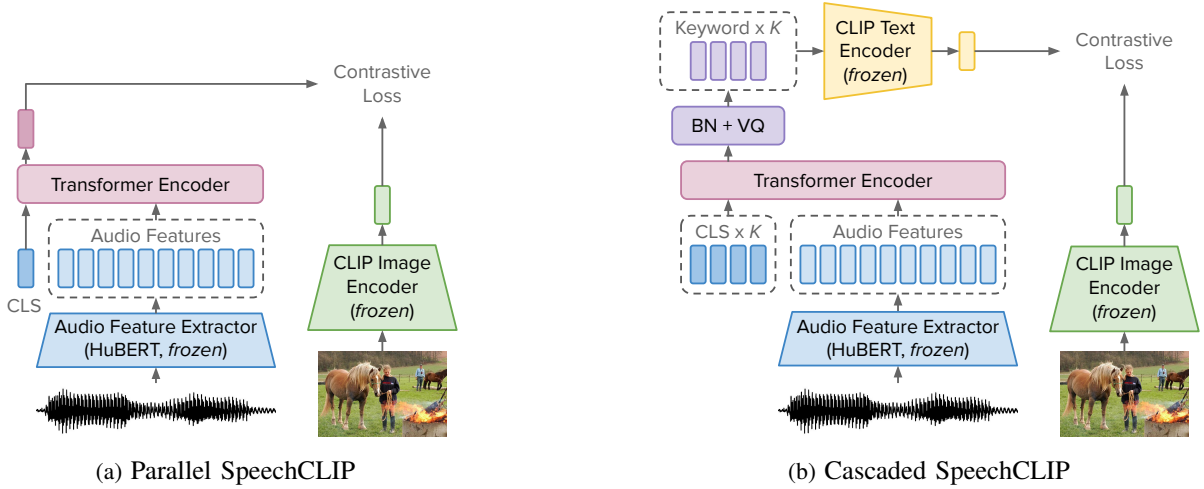 Contrastive
Loss
Transformer Encoder
Audio Features
CLS
CLIP Image
Encoder
(frozen)
Audio Feature Extractor
(HuBERT, frozen)
(a) Parallel SpeechCLIP
Keyword x K
CLIP Text
Encoder
(frozen)
Contrastive
Loss
BN + VQ
Transformer Encoder
CLS x K
Audio Features
CLIP Image
Encoder
(frozen)
Audio Feature Extractor
(HuBERT, frozen)
(b) Cascaded SpeechCLIP